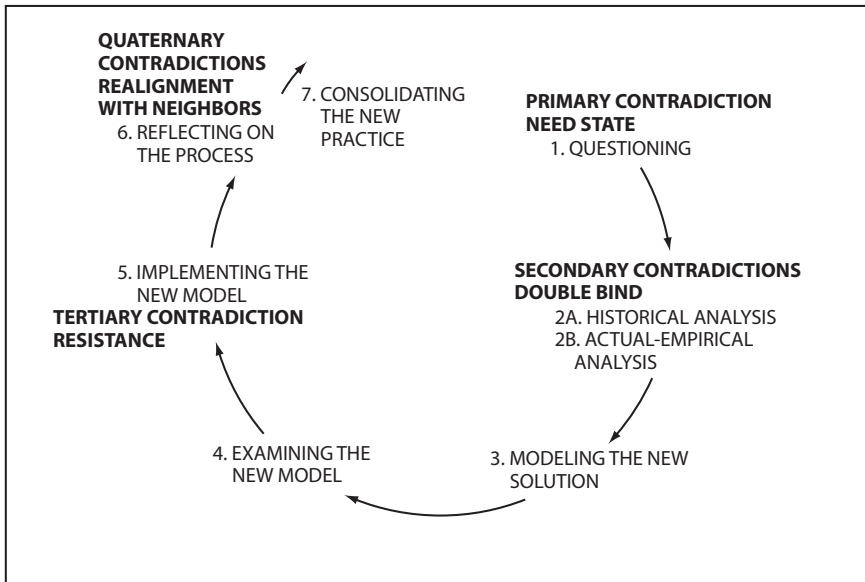 QUATERNARY
CONTRADICTIONS
REALIGNMENT
WITH NEIGHBORS
6. REFLECTING ON
THE PROCESS
7. CONSOLIDATING
THE NEW
PRACTICE
PRIMARY CONTRADICTION
NEED STATE
1. QUESTIONING
SECONDARY CONTRADICTIONS
DOUBLE BIND
2A. HISTORICAL ANALYSIS
2B. ACTUAL-EMPIRICAL
ANALYSIS
5. IMPLEMENTING THE
NEW MODEL
TERTIARY CONTRADICTION
RESISTANCE
4. EXAMINING THE
NEW MODEL
3. MODELING THE NEW
SOLUTION